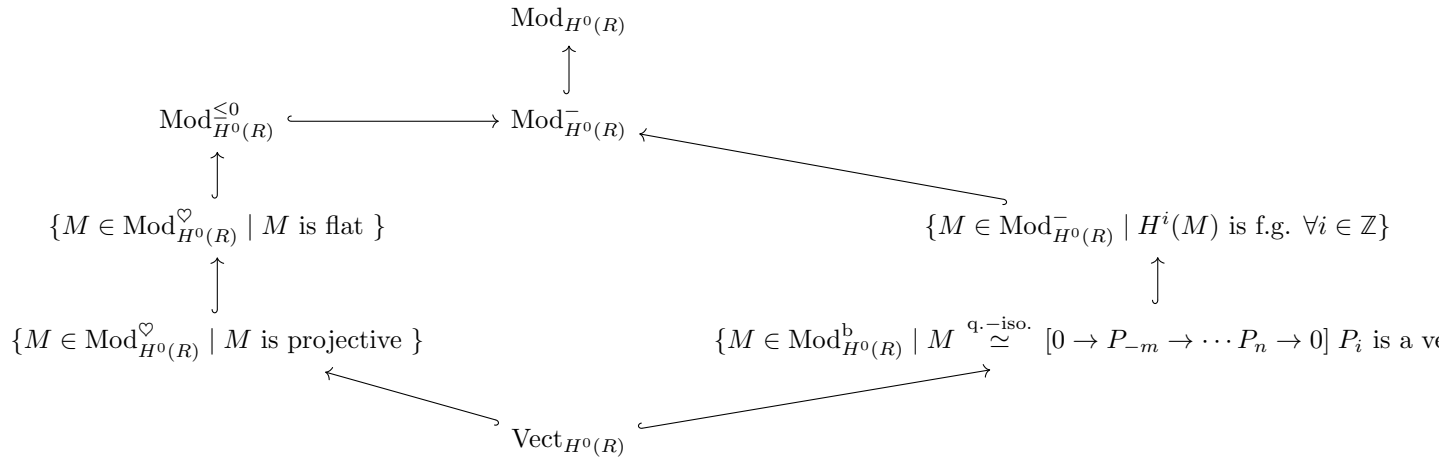 Mod_{H^0(R)}
Mod^{≤0}_{H^0(R)} Mod^−_{H^0(R)}
{M ∈ Mod^♡_{H^0(R)} | M is flat } {M ∈ Mod^−_{H^0(R)} | H^i(M) is f.g. ∀i ∈ ℤ}
{M ∈ Mod^♡_{H^0(R)} | M is projective } {M ∈ Mod^b_{H^0(R)} | M \overset{q.−iso.}{≃} [0 → P_{−m} → ⋯ P_n → 0] P_i is a ve
Vect_{H^0(R)}